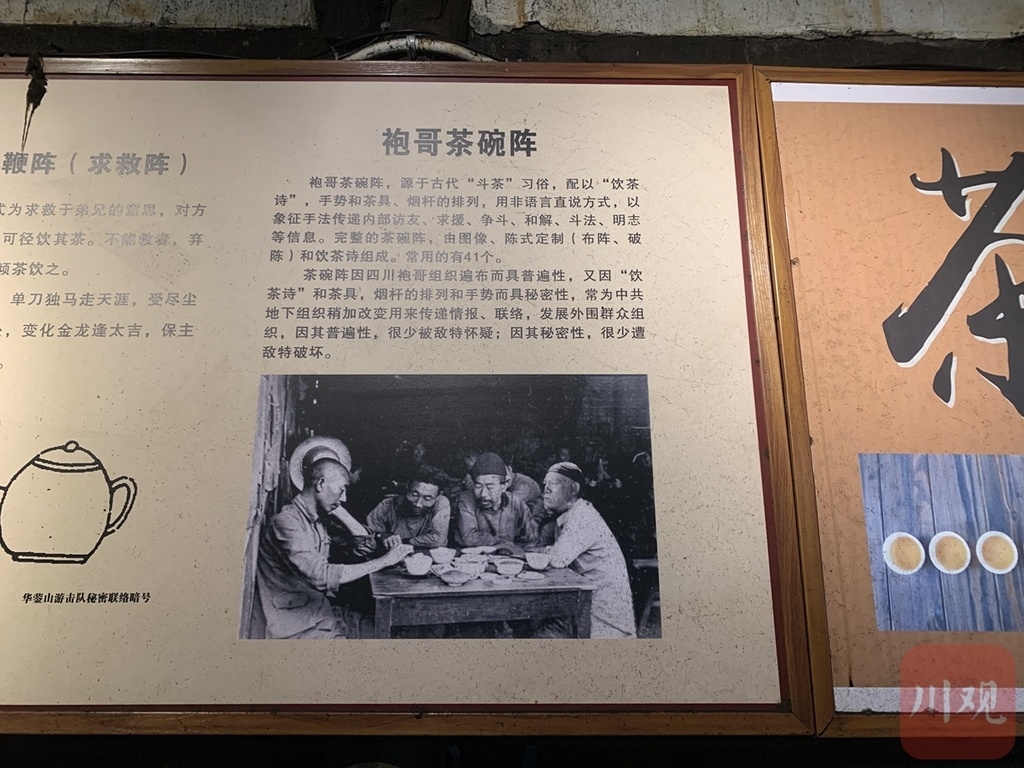 鞭阵（求救阵）
式为求救于弟兄的意思，对方
可径饮其茶。不能救者，弃
倾茶饮之。
单刀独马走天涯，受尽尘
，变化金龙逢太吉，保主
。
华蓥山游击队秘密联络暗号
袍哥茶碗阵
袍哥茶碗阵，源于古代“斗茶”习俗，配以“饮茶
诗”，手势和茶具、烟杆的排列，用非语言直说方式，以
象征手法传递内部访友、求援、争斗、和解、斗法、明志
等信息。完整的茶碗阵，由图像、陈式定制（布阵、破
陈）和饮茶诗组成。常用的有41个。
茶碗阵因四川袍哥组织遍布而具普遍性，又因“饮
茶诗”和茶具，烟杆的排列和手势而具秘密性，常为中共
地下组织稍加改变用来传递情报、联络，发展外围群众组
织，因其普遍性，很少被敌特怀疑；因其秘密性，很少遭
敌特破坏。
茶
川观